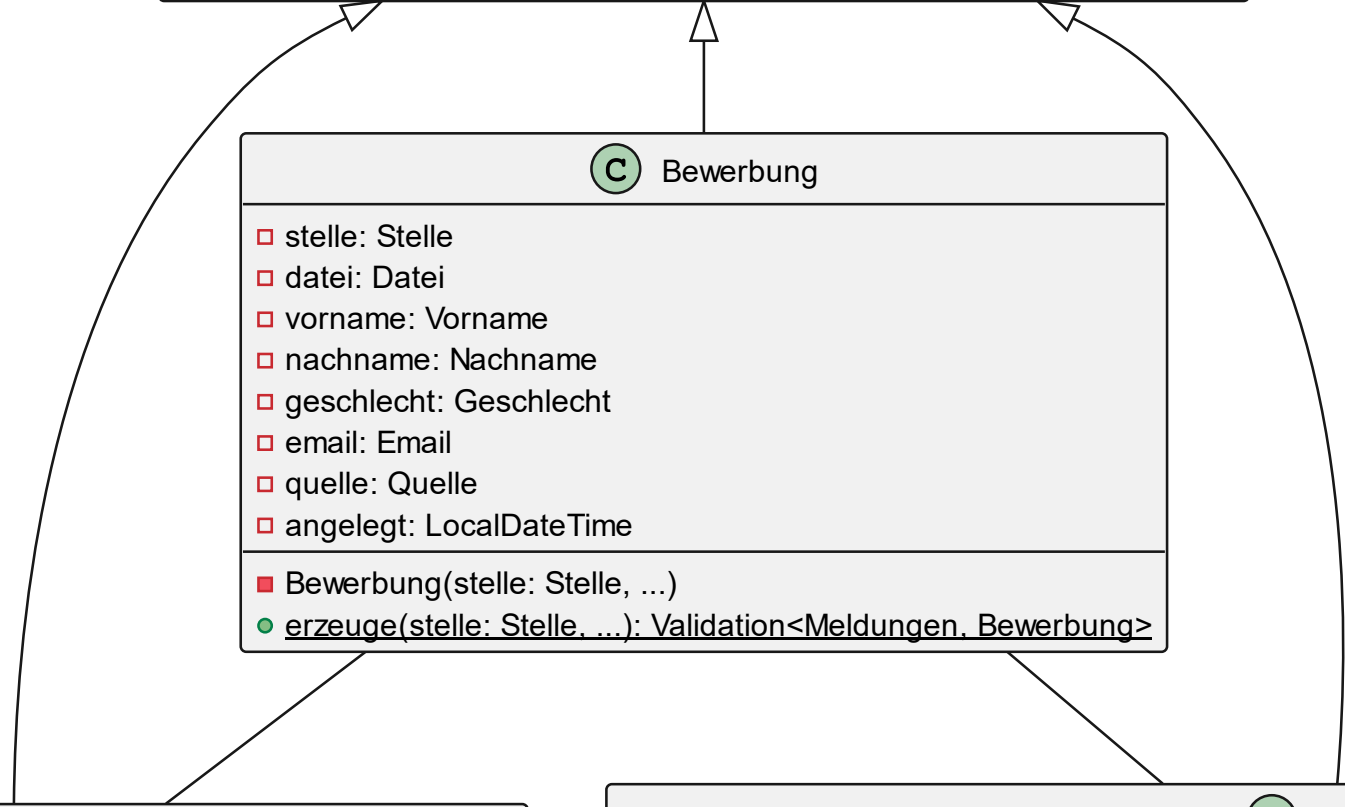 C Bewerbung
stelle: Stelle
datei: Datei
vorname: Vorname
nachname: Nachname
geschlecht: Geschlecht
email: Email
quelle: Quelle
angelegt: LocalDateTime
Bewerbung(stelle: Stelle, ...)
erzeuge(stelle: Stelle, ...): Validation<Meldungen, Bewerbung>